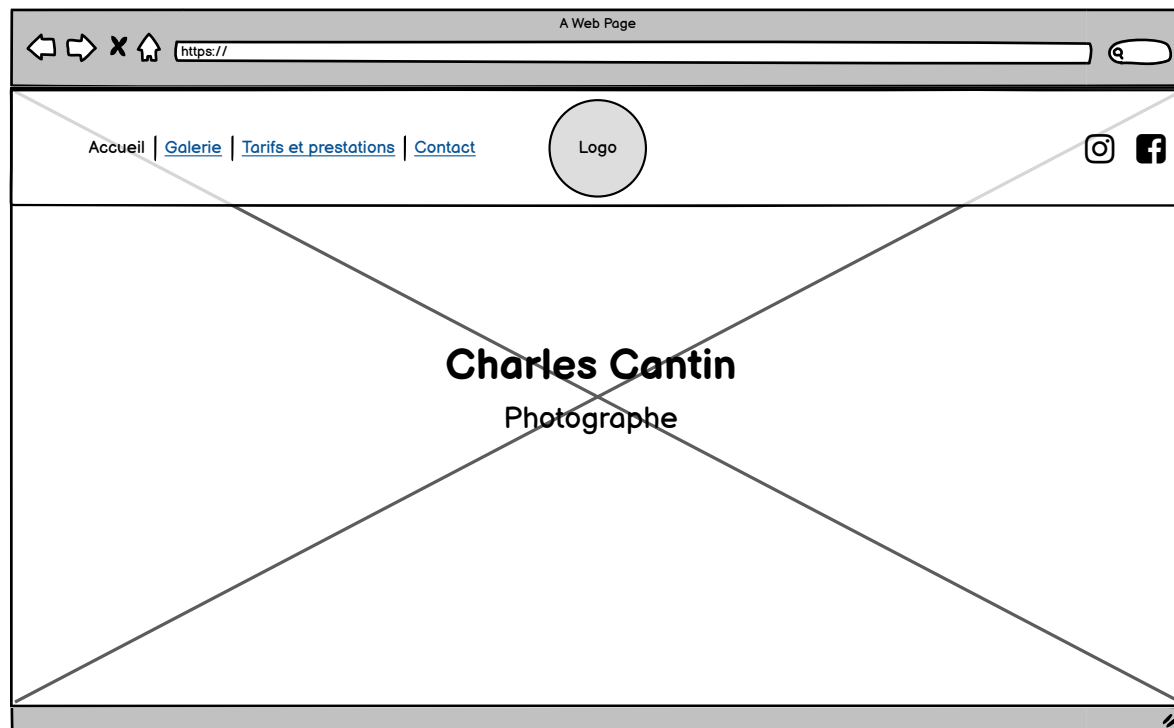 A Web Page
https://
Accueil | Galerie | Tarifs et prestations | Contact
Logo
Charles Cantin
Photographe